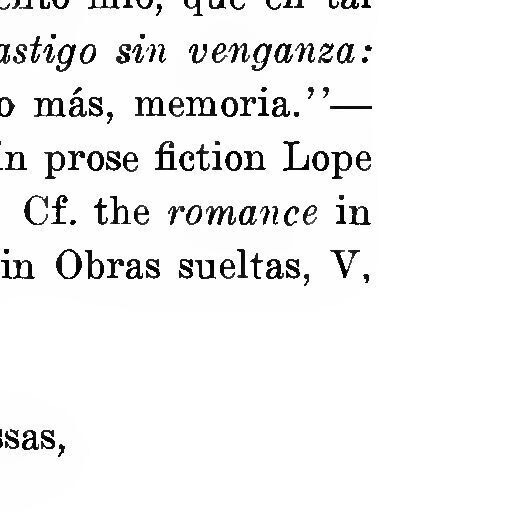 mío, que en tal
astigo sin venganza:
o más, memoria."—
in prose fiction Lope
Cf. the romance in
in Obras sueltas, V,
ssas,